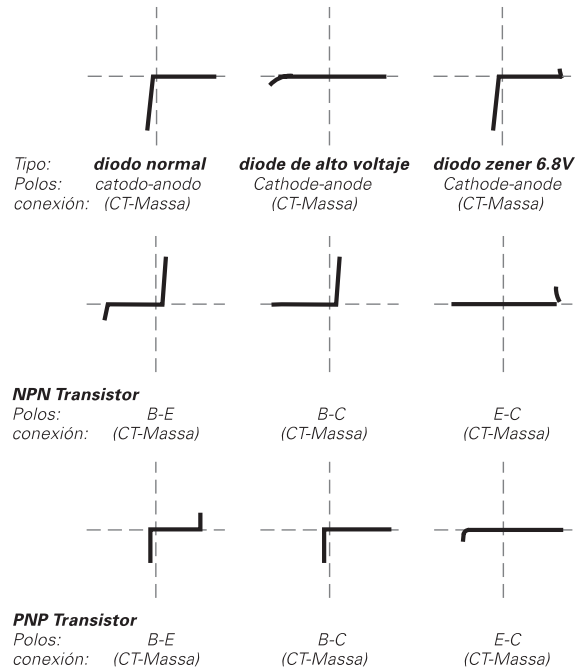 Tipo: diodo normal diode de alto voltaje diodo zener 6.8V
Polos: catodo-anodo Cathode-anode Cathode-anode
conexión: (CT-Massa) (CT-Massa) (CT-Massa)
NPN Transistor
Polos: B-E B-C E-C
conexión: (CT-Massa) (CT-Massa) (CT-Massa)
PNP Transistor
Polos: B-E B-C E-C
conexión: (CT-Massa) (CT-Massa) (CT-Massa)